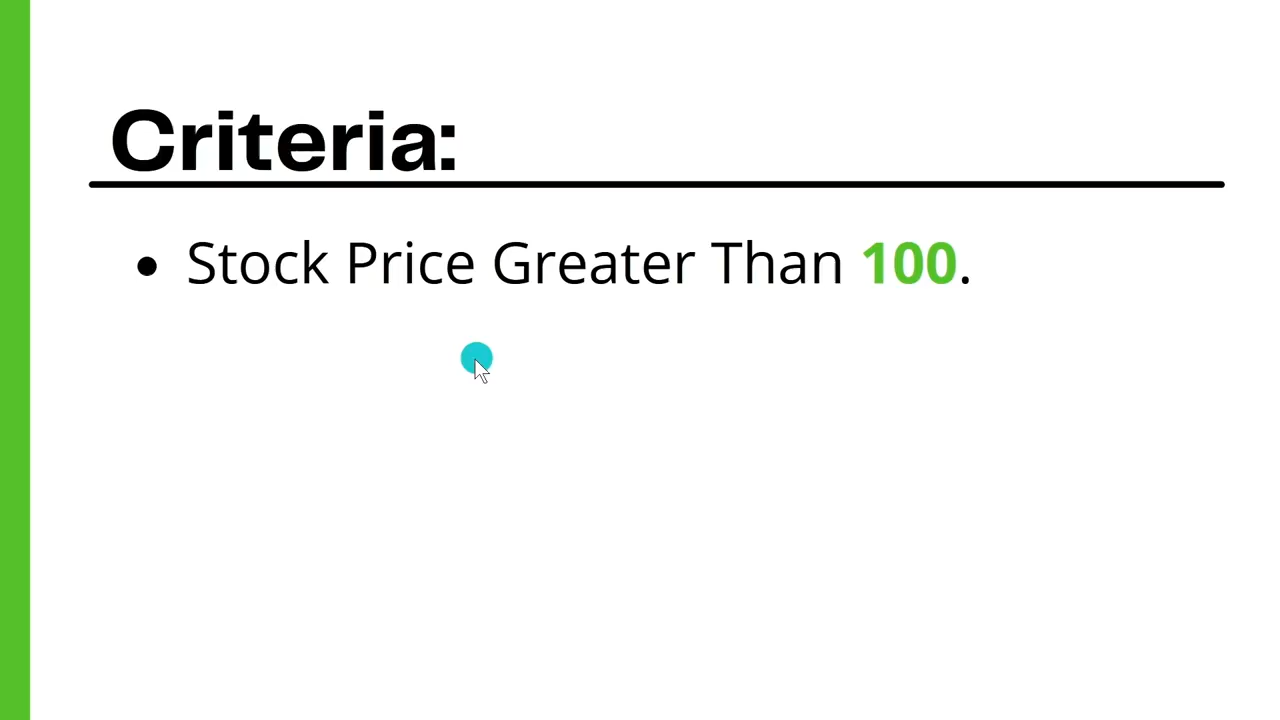 Criteria:
• Stock Price Greater Than 100.